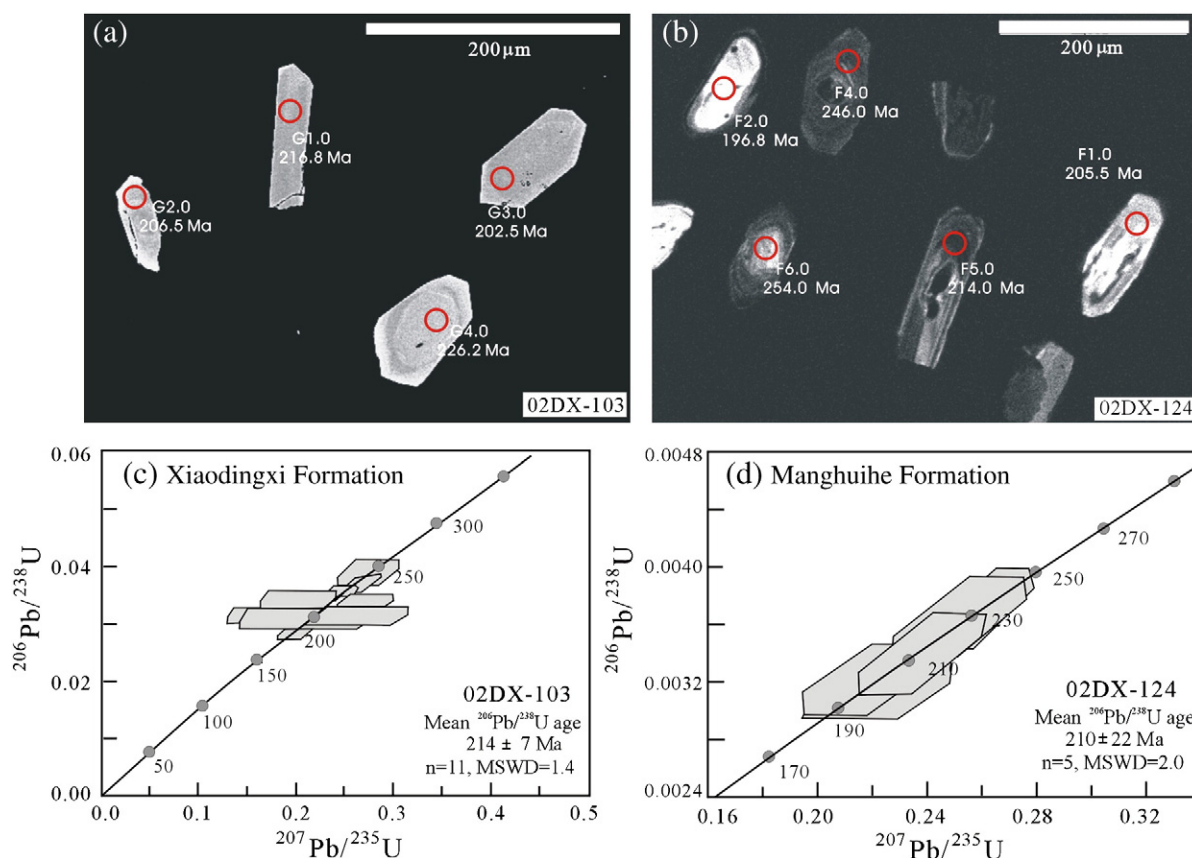 (a)
200 μm
G1.0
216.8 Ma
G2.0
206.5 Ma
G3.0
202.5 Ma
G4.0
226.2 Ma
02DX-103
(b)
200 μm
F4.0
246.0 Ma
F2.0
196.8 Ma
F1.0
205.5 Ma
F6.0
254.0 Ma
F5.0
214.0 Ma
02DX-124
(c) Xiaodingxi Formation
0.06
0.04
0.02
0.00
²⁰⁶Pb/²³⁸U
300
250
200
150
100
50
02DX-103
Mean ²⁰⁶Pb/²³⁸U age
214 ± 7 Ma
n=11, MSWD=1.4
0.0
0.1
0.2
0.3
0.4
0.5
²⁰⁷Pb/²³⁵U
(d) Manghuihe Formation
0.0048
0.0040
0.0032
0.0024
²⁰⁶Pb/²³⁸U
270
250
230
210
190
170
02DX-124
Mean ²⁰⁶Pb/²³⁸U age
210±22 Ma
n=5, MSWD=2.0
0.16
0.20
0.24
0.28
0.32
²⁰⁷Pb/²³⁵U